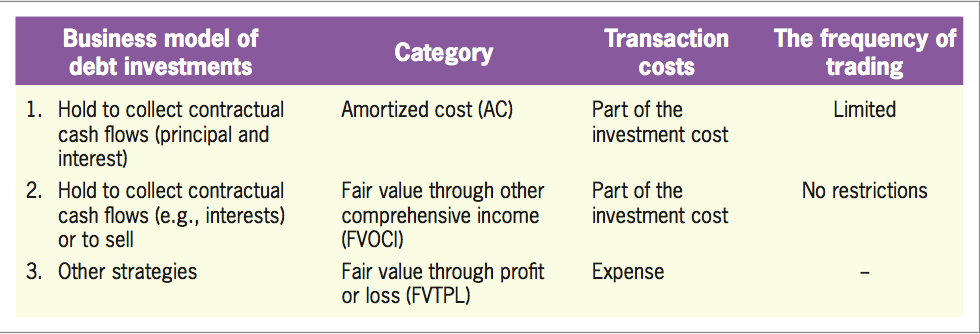 Business model of debt investments
Category
Transaction costs
The frequency of trading
1. Hold to collect contractual
cash flows (principal and
interest)
Amortized cost (AC)
Part of the
investment cost
Limited
2. Hold to collect contractual
cash flows (e.g., interests)
or to sell
Fair value through other
comprehensive income
(FVOCI)
Part of the
investment cost
No restrictions
3. Other strategies
Fair value through profit
or loss (FVTPL)
Expense
–